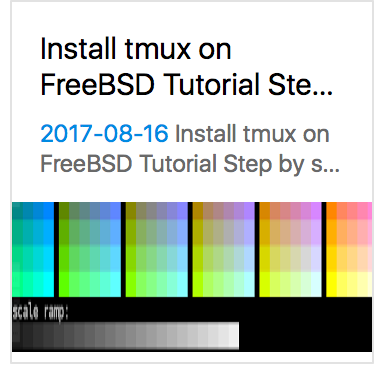 Install tmux on
FreeBSD Tutorial Ste...
2017-08-16 Install tmux on
FreeBSD Tutorial Step by s...
scale ramp: